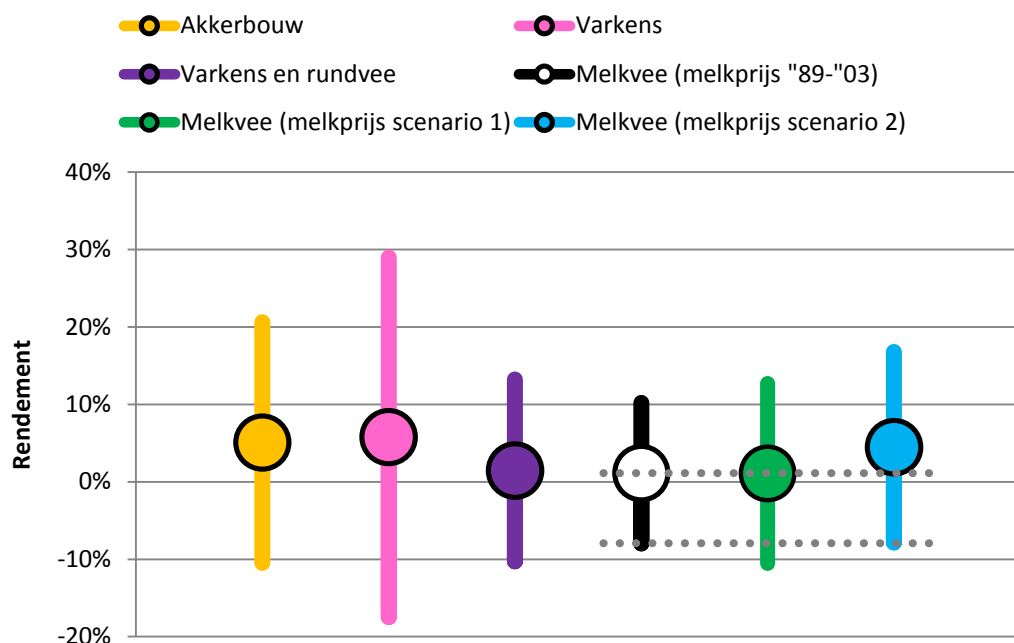 Akkerbouw
Varkens
Varkens en rundvee
Melkvee (melkprijs "89-"03)
Melkvee (melkprijs scenario 1)
Melkvee (melkprijs scenario 2)
40%
30%
20%
10%
0%
-10%
-20%
Rendement